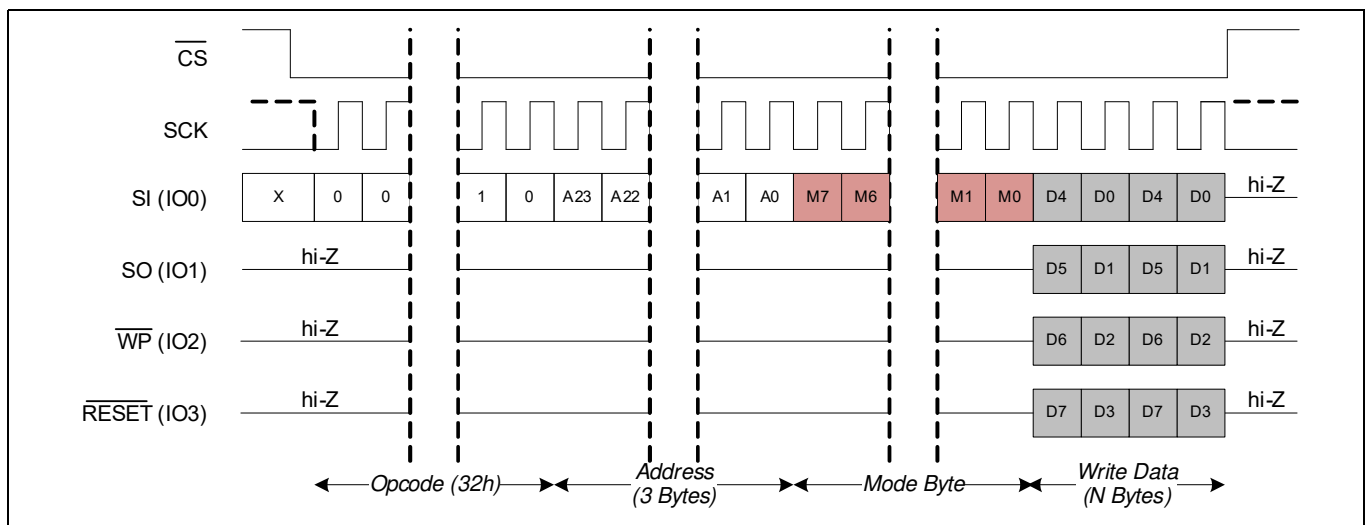 CS
SCK
SI (IO0) X 0 0 1 0 A23 A22 A1 A0 M7 M6 M1 M0 D4 D0 D4 D0 hi-Z
SO (IO1) hi-Z D5 D1 D5 D1 hi-Z
WP (IO2) hi-Z D6 D2 D6 D2 hi-Z
RESET (IO3) hi-Z D7 D3 D7 D3 hi-Z
Opcode (32h) Address Mode Byte Write Data
(3 Bytes) (N Bytes)